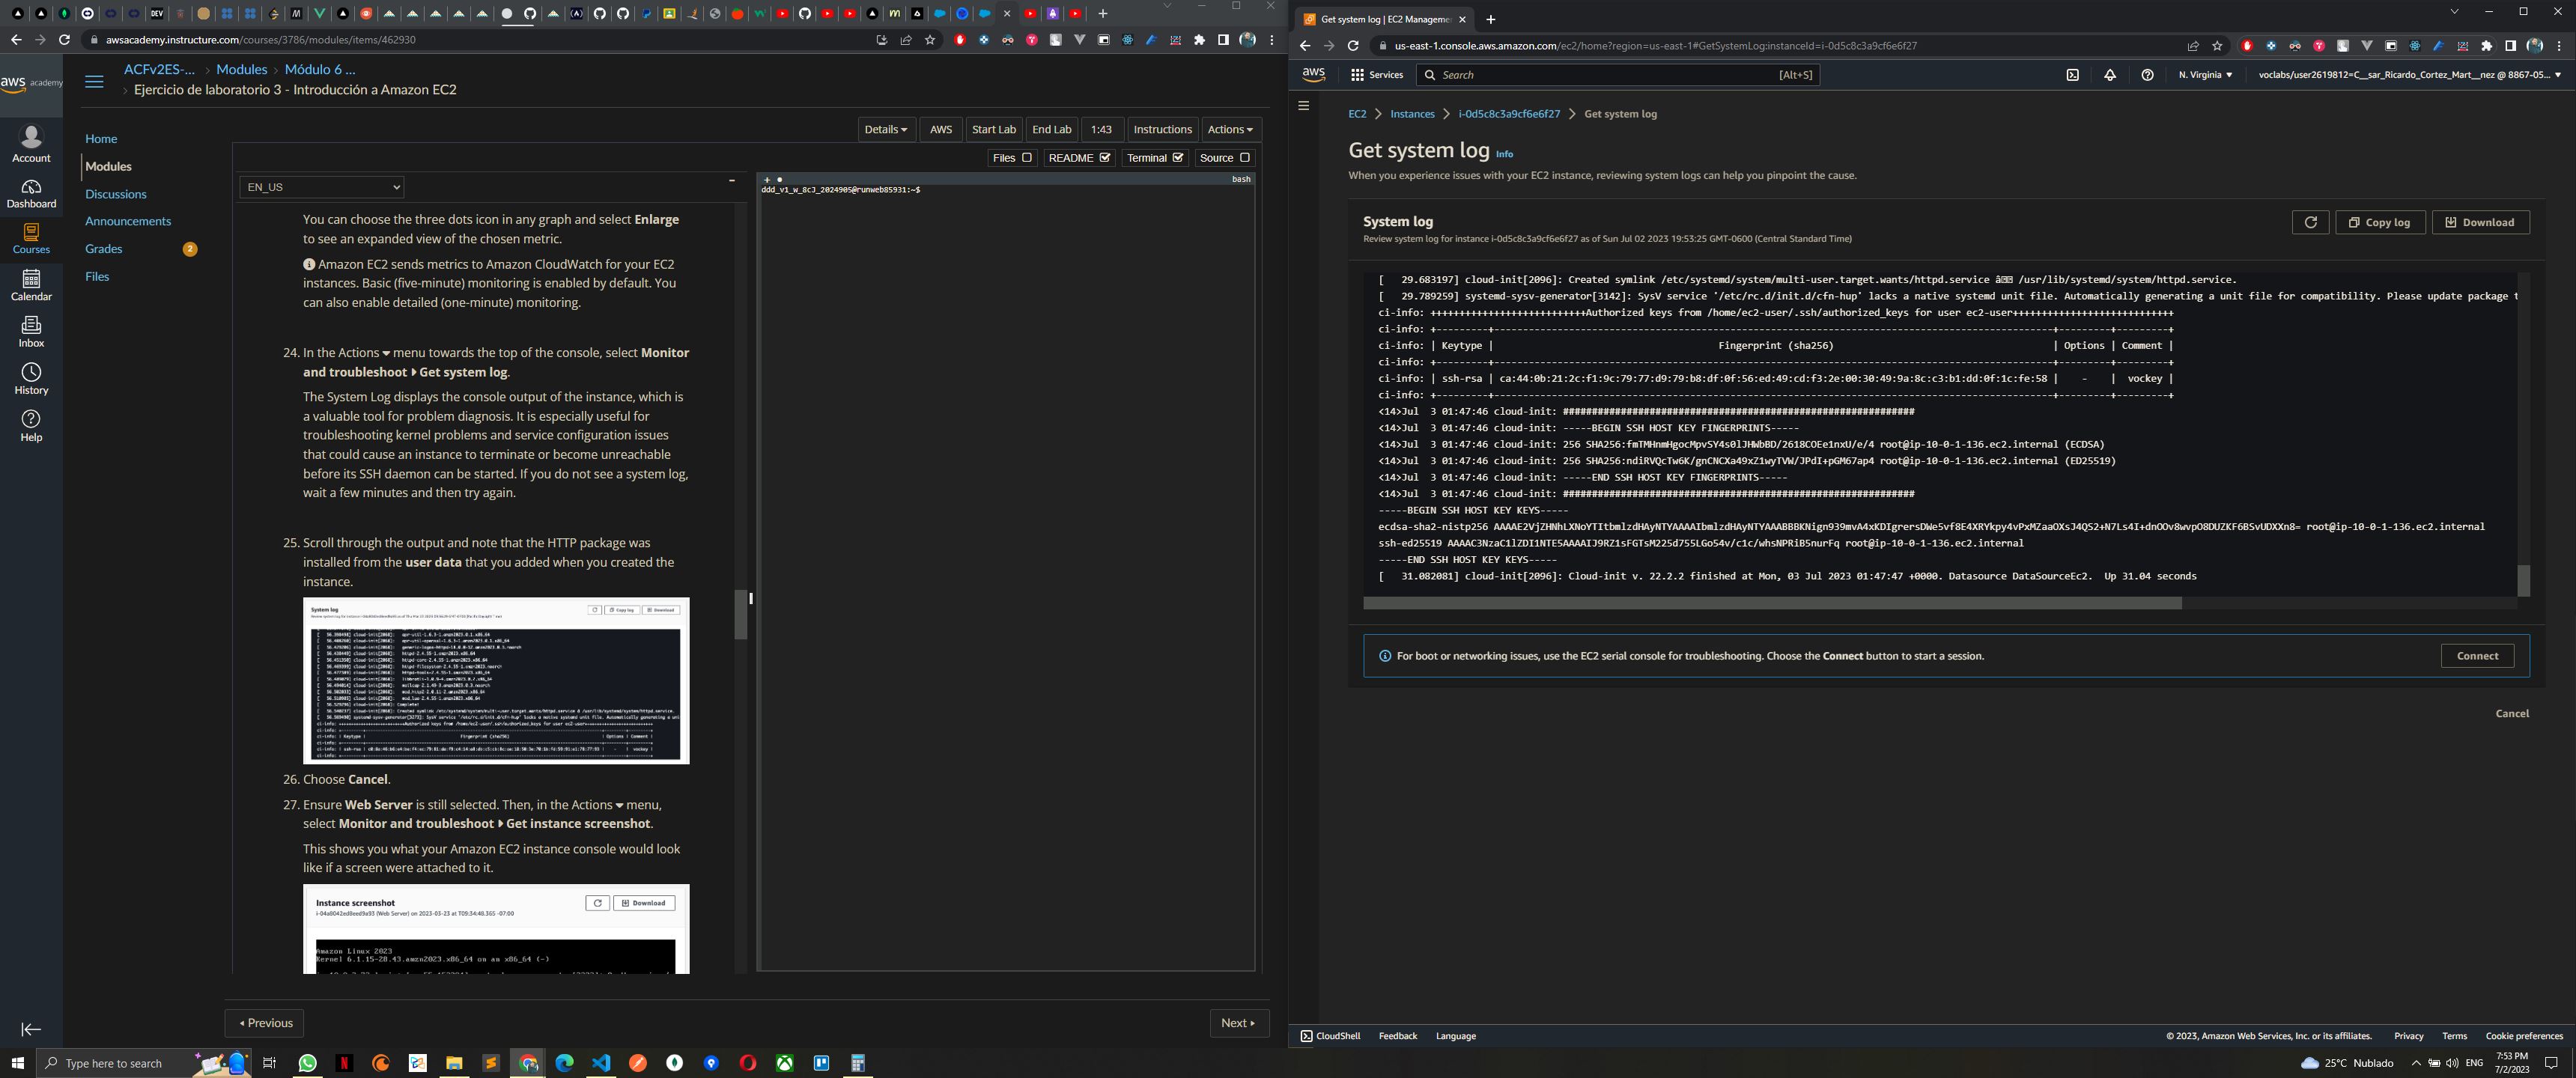 awsacademy.instructure.com/courses/3786/modules/items/462930
aws academy
Account
Dashboard
Courses
Calendar
Inbox
History
Help
ACFv2ES-... › Modules › Módulo 6 ...
› Ejercicio de laboratorio 3 - Introducción a Amazon EC2
Home
Modules
Discussions
Announcements
Grades 2
Files
Details AWS Start Lab End Lab 1:43 Instructions Actions
Files README Terminal Source
EN_US
You can choose the three dots icon in any graph and select Enlarge
to see an expanded view of the chosen metric.
Amazon EC2 sends metrics to Amazon CloudWatch for your EC2
instances. Basic (five-minute) monitoring is enabled by default. You
can also enable detailed (one-minute) monitoring.
24. In the Actions menu towards the top of the console, select Monitor
and troubleshoot Get system log.
The System Log displays the console output of the instance, which is
a valuable tool for problem diagnosis. It is especially useful for
troubleshooting kernel problems and service configuration issues
that could cause an instance to terminate or become unreachable
before its SSH daemon can be started. If you do not see a system log,
wait a few minutes and then try again.
25. Scroll through the output and note that the HTTP package was
installed from the user data that you added when you created the
instance.
System log
Copy log Download
26. Choose Cancel.
27. Ensure Web Server is still selected. Then, in the Actions menu,
select Monitor and troubleshoot Get instance screenshot.
This shows you what your Amazon EC2 instance console would look
like if a screen were attached to it.
Instance screenshot
Download
Amazon Linux 2023
Kernel 6.1.15-28.43.amzn2023.x86_64 on an x86_64 (-)
+ bash
ddd_v1_w_8cJ_2024905@runweb85931:~$
Previous
Next
Get system log | EC2 Manageme
us-east-1.console.aws.amazon.com/ec2/home?region=us-east-1#GetSystemLog:instanceId=i-0d5c8c3a9cf6e6f27
aws Services Search [Alt+S] N. Virginia voclabs/user2619812=C__sar_Ricardo_Cortez_Mart__nez @ 8867-05...
EC2 Instances i-0d5c8c3a9cf6e6f27 Get system log
Get system log Info
When you experience issues with your EC2 instance, reviewing system logs can help you pinpoint the cause.
System log
Copy log Download
Review system log for instance i-0d5c8c3a9cf6e6f27 as of Sun Jul 02 2023 19:53:25 GMT-0600 (Central Standard Time)
[   29.683197] cloud-init[2096]: Created symlink /etc/systemd/system/multi-user.target.wants/httpd.service â /usr/lib/systemd/system/httpd.service.
[   29.789259] systemd-sysv-generator[3142]: SysV service '/etc/rc.d/init.d/cfn-hup' lacks a native systemd unit file. Automatically generating a unit file for compatibility. Please update package t
ci-info: +++++++++++++++++++++++++++Authorized keys from /home/ec2-user/.ssh/authorized_keys for user ec2-user++++++++++++++++++++++++++++
ci-info: +---------+-------------------------------------------------------------------------------------------------+---------+---------+
ci-info: | Keytype | Fingerprint (sha256) | Options | Comment |
ci-info: +---------+-------------------------------------------------------------------------------------------------+---------+---------+
ci-info: | ssh-rsa | ca:44:0b:21:2c:f1:9c:79:77:d9:79:b8:df:0f:56:ed:49:cd:f3:2e:00:30:49:9a:8c:c3:b1:dd:0f:1c:fe:58 | - | vockey |
ci-info: +---------+-------------------------------------------------------------------------------------------------+---------+---------+
<14>Jul  3 01:47:46 cloud-init: #############################################################
<14>Jul  3 01:47:46 cloud-init: -----BEGIN SSH HOST KEY FINGERPRINTS-----
<14>Jul  3 01:47:46 cloud-init: 256 SHA256:fmTMHnmHgocMpvSY4s0lJHWbBD/2618COEe1nxU/e/4 root@ip-10-0-1-136.ec2.internal (ECDSA)
<14>Jul  3 01:47:46 cloud-init: 256 SHA256:ndiRVQcTw6K/gnCNCXa49xZ1wyTVW/JPdI+pGM67ap4 root@ip-10-0-1-136.ec2.internal (ED25519)
<14>Jul  3 01:47:46 cloud-init: -----END SSH HOST KEY FINGERPRINTS-----
<14>Jul  3 01:47:46 cloud-init: #############################################################
-----BEGIN SSH HOST KEY KEYS-----
ecdsa-sha2-nistp256 AAAAE2VjZHNhLXNoYTItbmlzdHAyNTYAAAAIbmlzdHAyNTYAAABBBKNign939mvA4xKDIgrersDWe5vf8E4XRYkpy4vPxMZaaOXsJ4QS2+N7Ls4I+dnOOv8wvpO8DUZKF6BSvUDXXn8= root@ip-10-0-1-136.ec2.internal
ssh-ed25519 AAAAC3NzaC1lZDI1NTE5AAAAIJ9RZ1sFGTsM225d755LGo54v/c1c/whsNPRiB5nurFq root@ip-10-0-1-136.ec2.internal
-----END SSH HOST KEY KEYS-----
[   31.082081] cloud-init[2096]: Cloud-init v. 22.2.2 finished at Mon, 03 Jul 2023 01:47:47 +0000. Datasource DataSourceEc2.  Up 31.04 seconds
For boot or networking issues, use the EC2 serial console for troubleshooting. Choose the Connect button to start a session.
Connect
Cancel
CloudShell Feedback Language © 2023, Amazon Web Services, Inc. or its affiliates. Privacy Terms Cookie preferences
Type here to search
25°C Nublado ENG 7:53 PM
7/2/2023